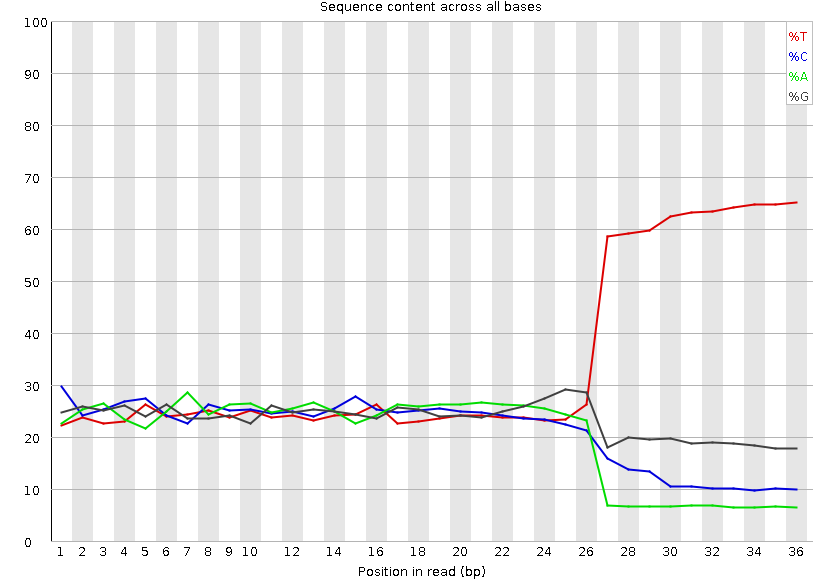 Sequence content across all bases
100
90
80
70
60
50
40
30
20
10
0
%T
%C
%A
%G
1 2 3 4 5 6 7 8 9 10 12 14 16 18 20 22 24 26 28 30 32 34 36
Position in read (bp)